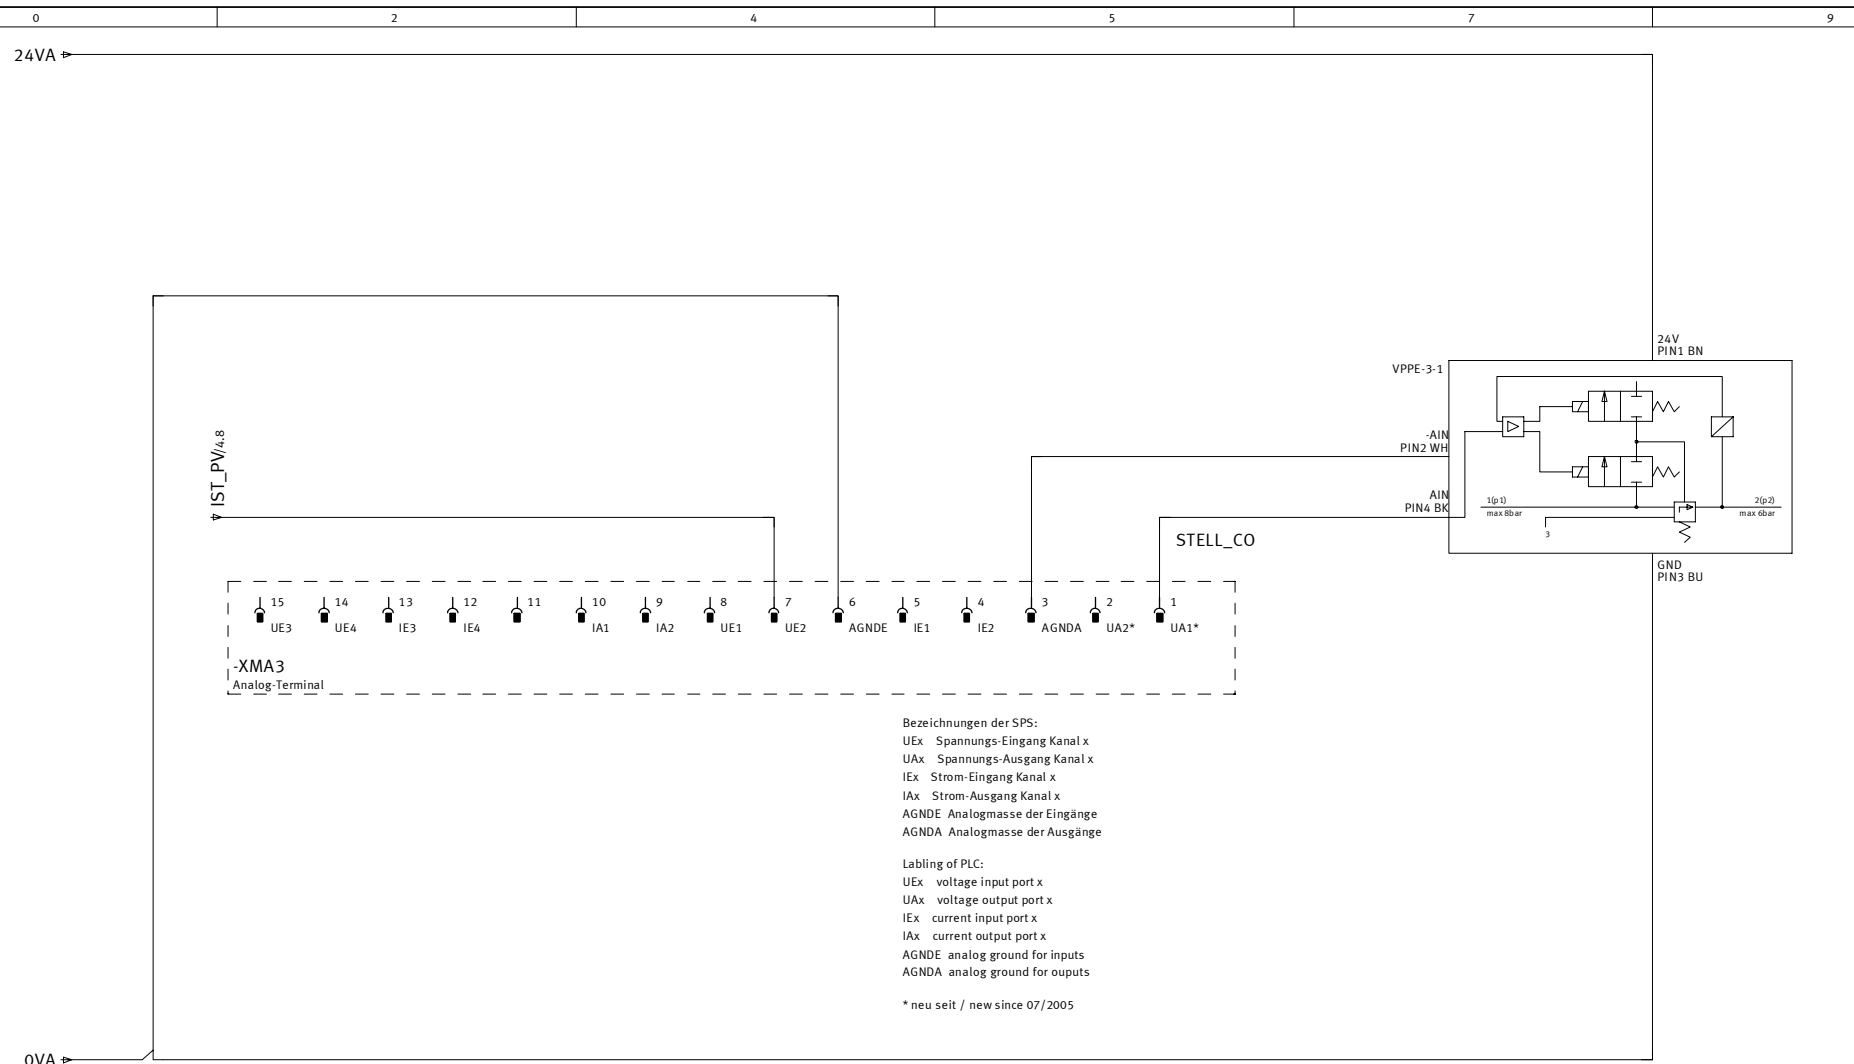 0 2 4 5 7 9
24VA
24V
PIN1 BN
VPPE-3-1
-AIN
PIN2 WH
IST_PV/4.8
AIN
PIN4 BK
1(p1)
max 8bar
2(p2)
max 6bar
3
STELL_CO
GND
PIN3 BU
15 14 13 12 11 10 9 8 7 6 5 4 3 2 1
UE3 UE4 IE3 IE4 IA1 IA2 UE1 UE2 AGNDE IE1 IE2 AGNDA UA2* UA1*
-XMA3
Analog-Terminal
Bezeichnungen der SPS:
UEx Spannungs-Eingang Kanal x
UAx Spannungs-Ausgang Kanal x
IEx Strom-Eingang Kanal x
IAx Strom-Ausgang Kanal x
AGNDE Analogmasse der Eingänge
AGNDA Analogmasse der Ausgänge
Labling of PLC:
UEx voltage input port x
UAx voltage output port x
IEx current input port x
IAx current output port x
AGNDE analog ground for inputs
AGNDA analog ground for ouputs
* neu seit / new since 07/2005
0VA